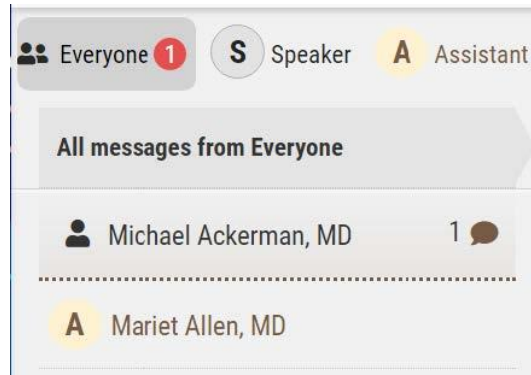 Everyone 1 S Speaker A Assistant
All messages from Everyone
Michael Ackerman, MD 1
A Mariet Allen, MD